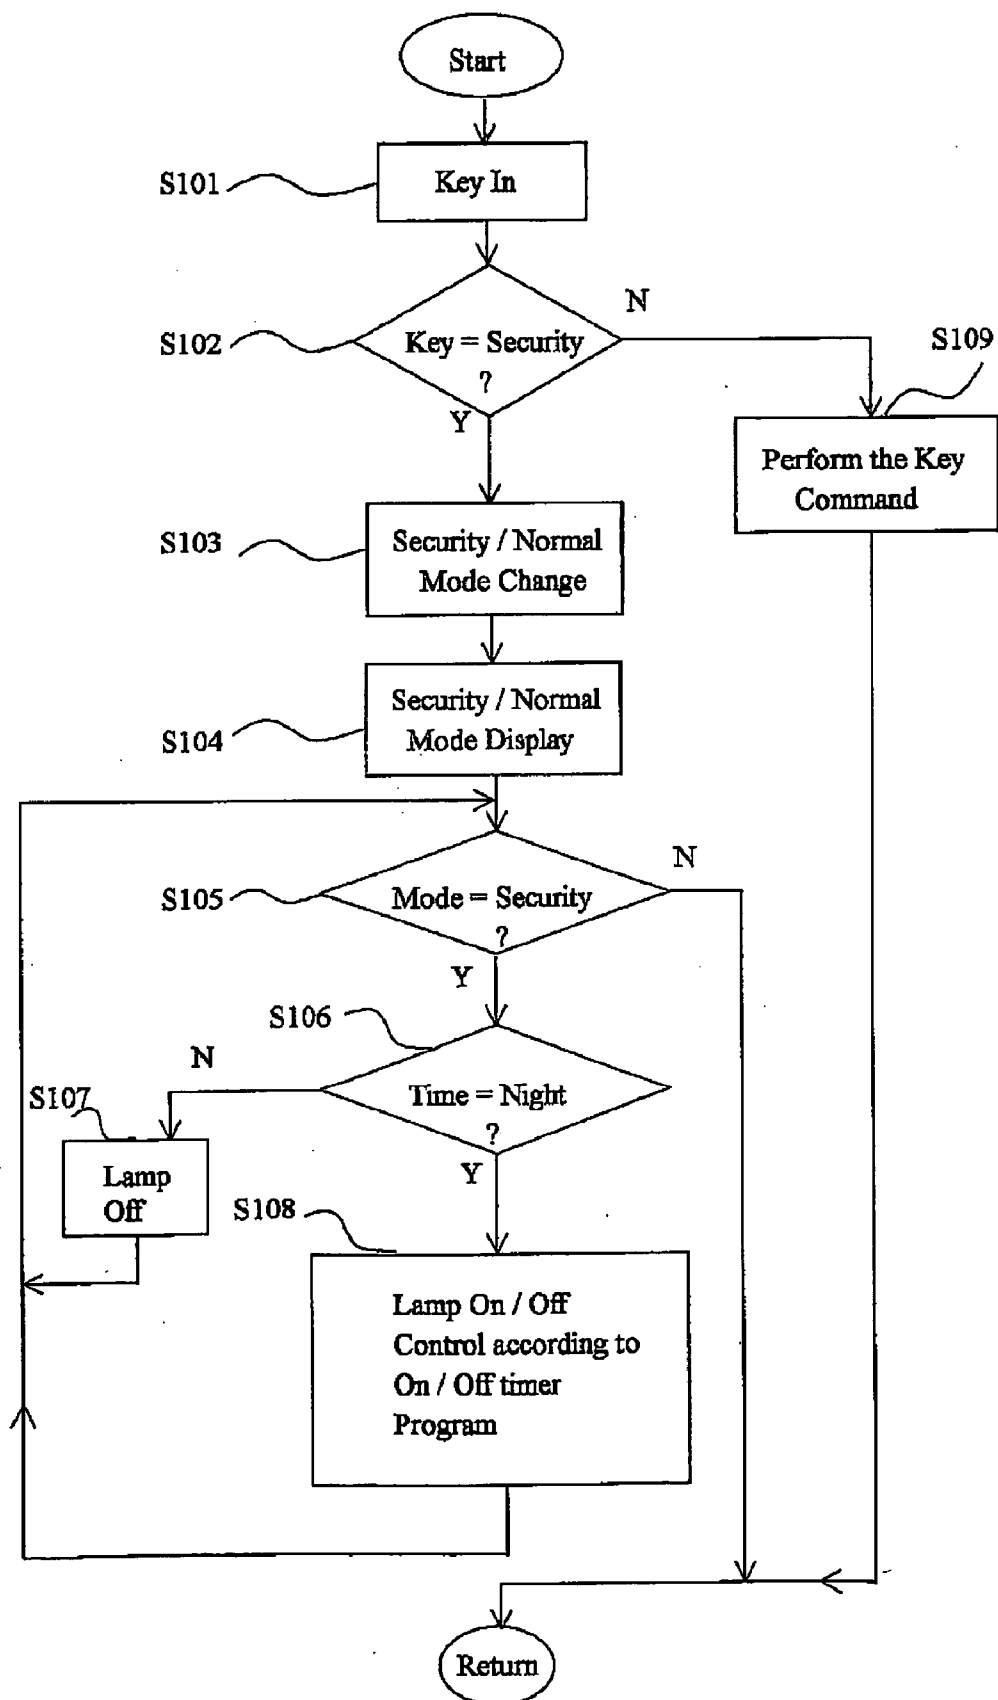 Start
S101
Key In
N
S102
Key = Security
?
S109
Y
Perform the Key
Command
S103
Security / Normal
Mode Change
S104
Security / Normal
Mode Display
N
S105
Mode = Security
?
Y
S106
N
Time = Night
?
S107
Y
Lamp
Off
S108
Lamp On / Off
Control according to
On / Off timer
Program
Return